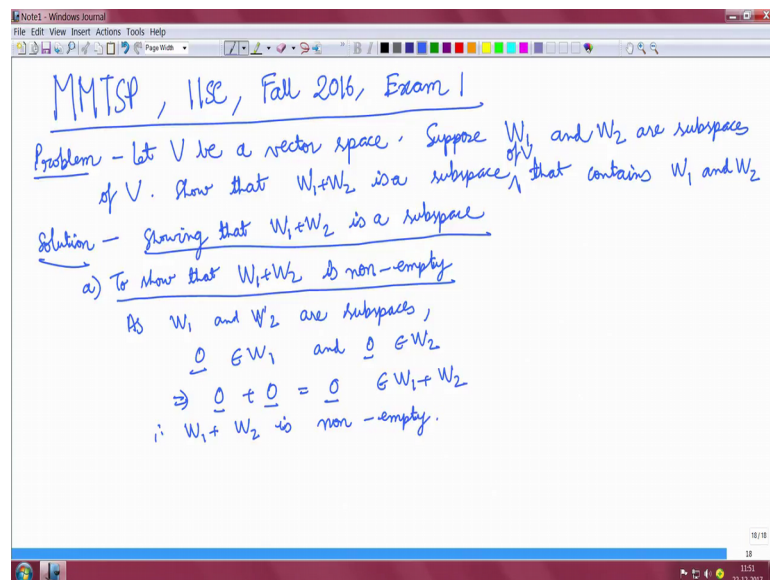 Note1 - Windows Journal
File Edit View Insert Actions Tools Help
Page Width
MMTSP, IISC, Fall 2016, Exam 1
Problem - Let V be a vector space. Suppose W1 and W2 are subspaces
of V. Show that W1+W2 is a subspace ^ of V, that contains W1 and W2
Solution - Showing that W1+W2 is a subspace
a) To show that W1+W2 is non-empty
As W1 and W2 are subspaces,
0 ∈ W1 and 0 ∈ W2
⇒ 0 + 0 = 0 ∈ W1+W2
∴ W1+ W2 is non-empty.
18/18
18
11:51
22-12-2017